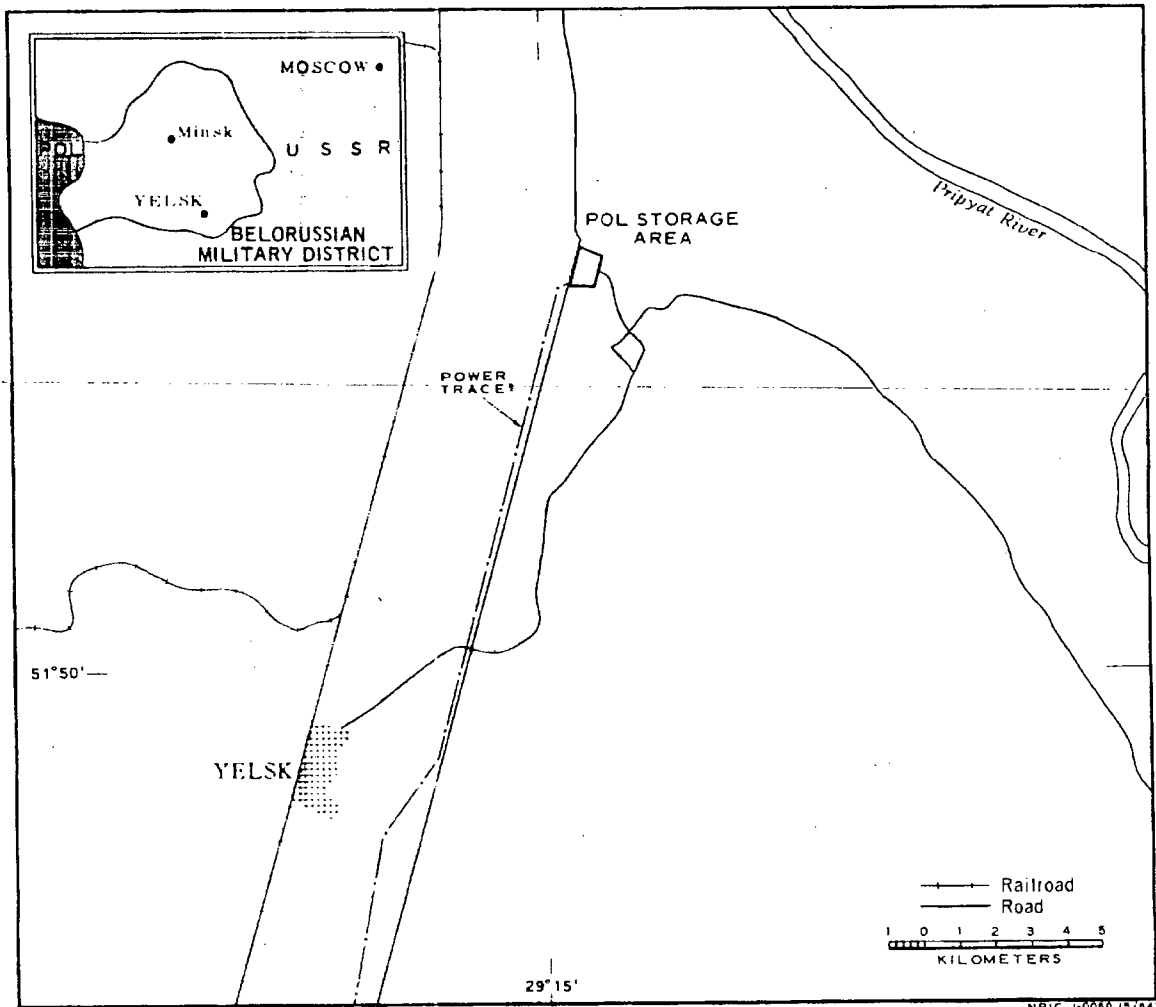 MOSCOW
Minsk
POL
U S S R
YELSK
BELORUSSIAN
MILITARY DISTRICT
Pripyat River
POL STORAGE
AREA
POWER
TRACE
51°50'
YELSK
Railroad
Road
1 0 1 2 3 4 5
KILOMETERS
29°15'